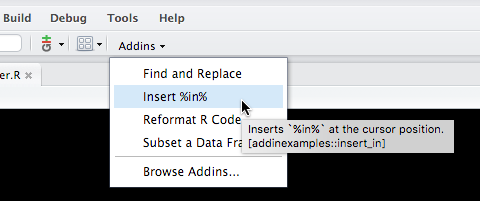 Build Debug Tools Help
Addins
er.R
Find and Replace
Insert %in%
Reformat R Code
Inserts `%in%` at the cursor position.
[addinexamples::insert_in]
Subset a Data Fra
Browse Addins...